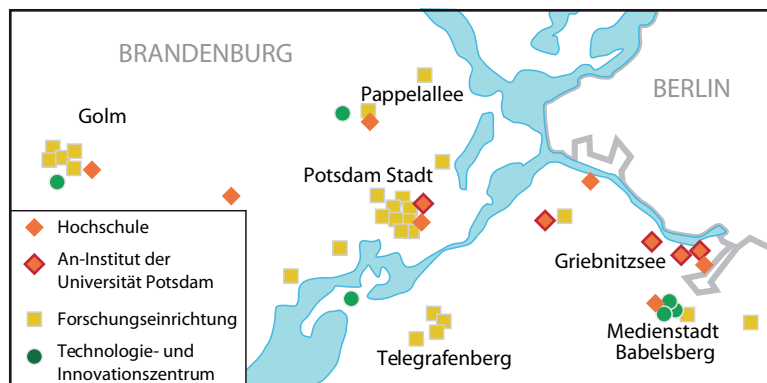 BRANDENBURG
Pappelallee
BERLIN
Golm
Potsdam Stadt
Griebnitzsee
Medienstadt
Babelsberg
Telegrafenberg
Hochschule
An-Institut der
Universität Potsdam
Forschungseinrichtung
Technologie- und
Innovationszentrum